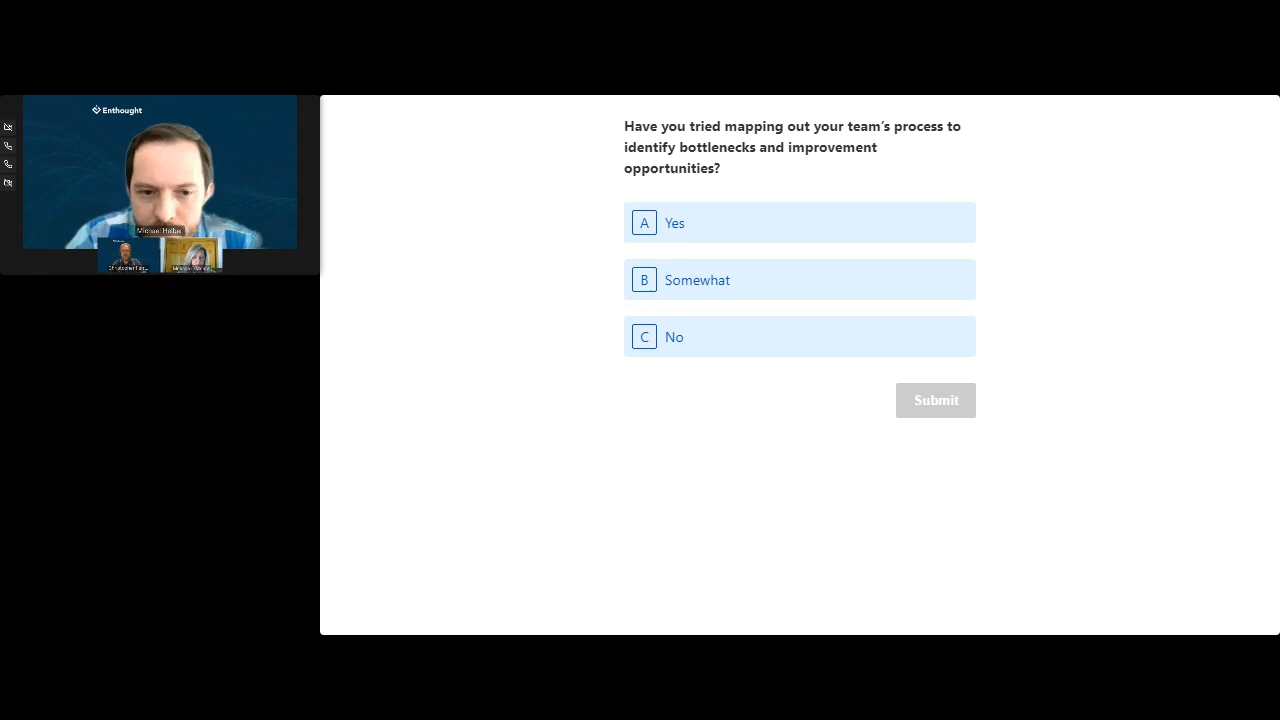 Enthought
Michael Heiber
Have you tried mapping out your team's process to
identify bottlenecks and improvement
opportunities?
A Yes
B Somewhat
C No
Submit